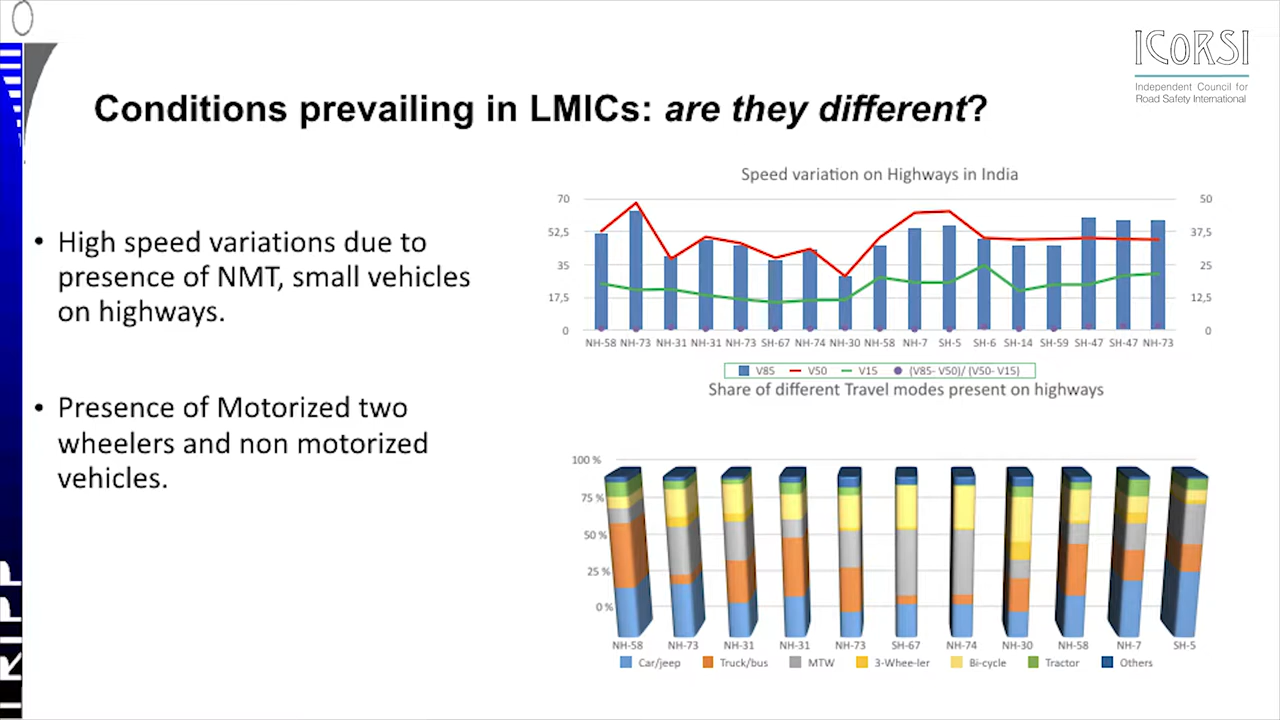 ICoRSI
Independent Council for
Road Safety International
Conditions prevailing in LMICs: are they different?
• High speed variations due to
presence of NMT, small vehicles
on highways.
• Presence of Motorized two
wheelers and non motorized
vehicles.
Speed variation on Highways in India
70
52,5
35
17,5
0
50
37,5
25
12,5
0
NH-58 NH-73 NH-31 NH-31 NH-73 SH-67 NH-74 NH-30 NH-58 NH-7 SH-5 SH-6 SH-14 SH-59 SH-47 SH-47 NH-73
V85 V50 V15 (V85- V50)/ (V50- V15)
Share of different Travel modes present on highways
100 %
75 %
50 %
25 %
0 %
NH-58 NH-73 NH-31 NH-31 NH-73 SH-67 NH-74 NH-30 NH-58 NH-7 SH-5
Car/jeep Truck/bus MTW 3-Whee-ler Bi-cycle Tractor Others
TRIPP